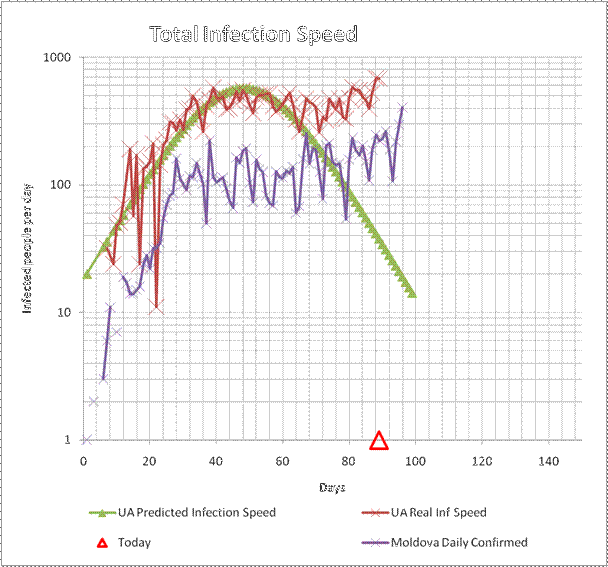 Total Infection Speed
1000
100
10
1
Infected people per day
0 20 40 60 80 100 120 140
Days
UA Predicted Infection Speed UA Real Inf Speed
Today Moldova Daily Confirmed